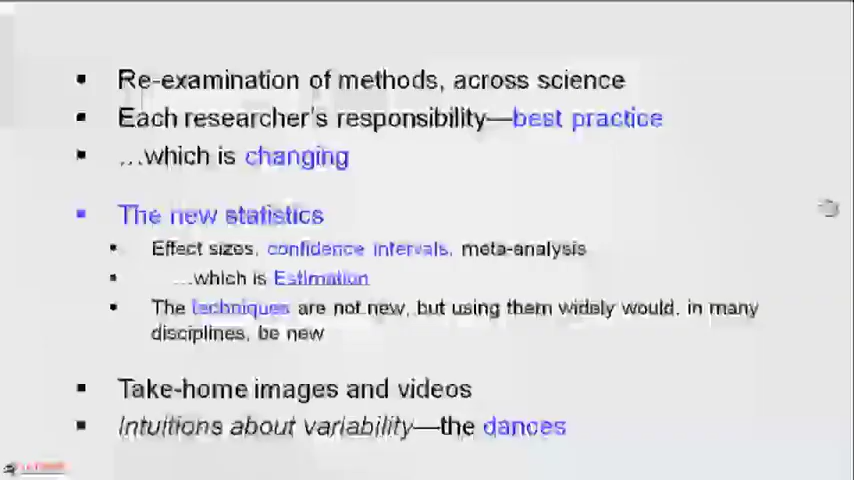 Re-examination of methods, across science
Each researcher's responsibility—best practice
…which is changing
The new statistics
Effect sizes, confidence intervals, meta-analysis
…which is Estimation
The techniques are not new, but using them widely would, in many
disciplines, be new
Take-home images and videos
Intuitions about variability—the dances